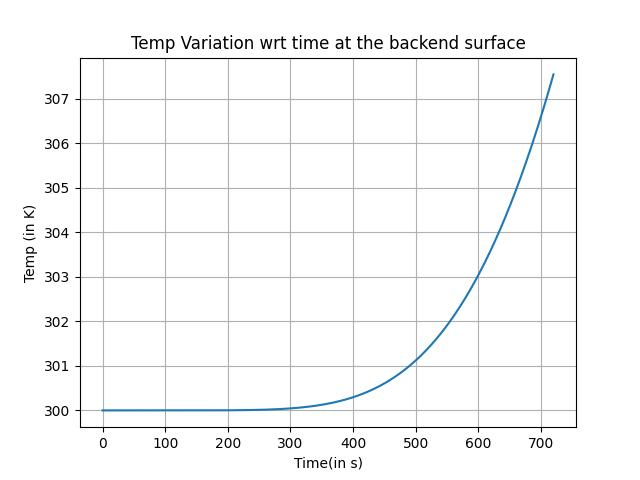 Temp Variation wrt time at the backend surface
307
306
305
304
303
302
301
300
Temp (in K)
0 100 200 300 400 500 600 700
Time(in s)